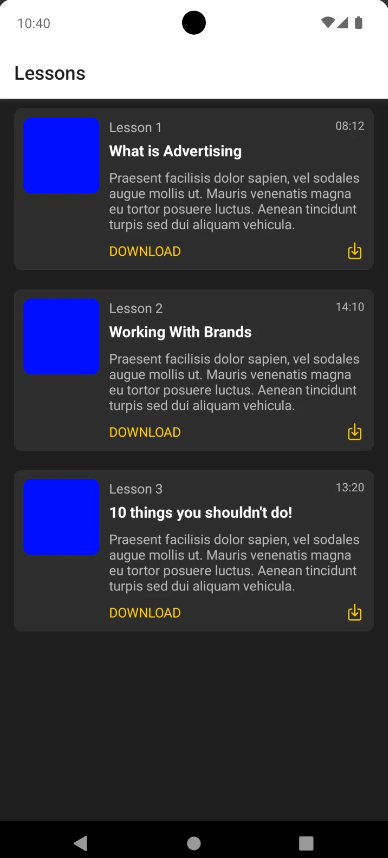 10:40
Lessons
Lesson 1
08:12
What is Advertising
Praesent facilisis dolor sapien, vel sodales
augue mollis ut. Mauris venenatis magna
eu tortor posuere luctus. Aenean tincidunt
turpis sed dui aliquam vehicula.
DOWNLOAD
Lesson 2
14:10
Working With Brands
Praesent facilisis dolor sapien, vel sodales
augue mollis ut. Mauris venenatis magna
eu tortor posuere luctus. Aenean tincidunt
turpis sed dui aliquam vehicula.
DOWNLOAD
Lesson 3
13:20
10 things you shouldn't do!
Praesent facilisis dolor sapien, vel sodales
augue mollis ut. Mauris venenatis magna
eu tortor posuere luctus. Aenean tincidunt
turpis sed dui aliquam vehicula.
DOWNLOAD